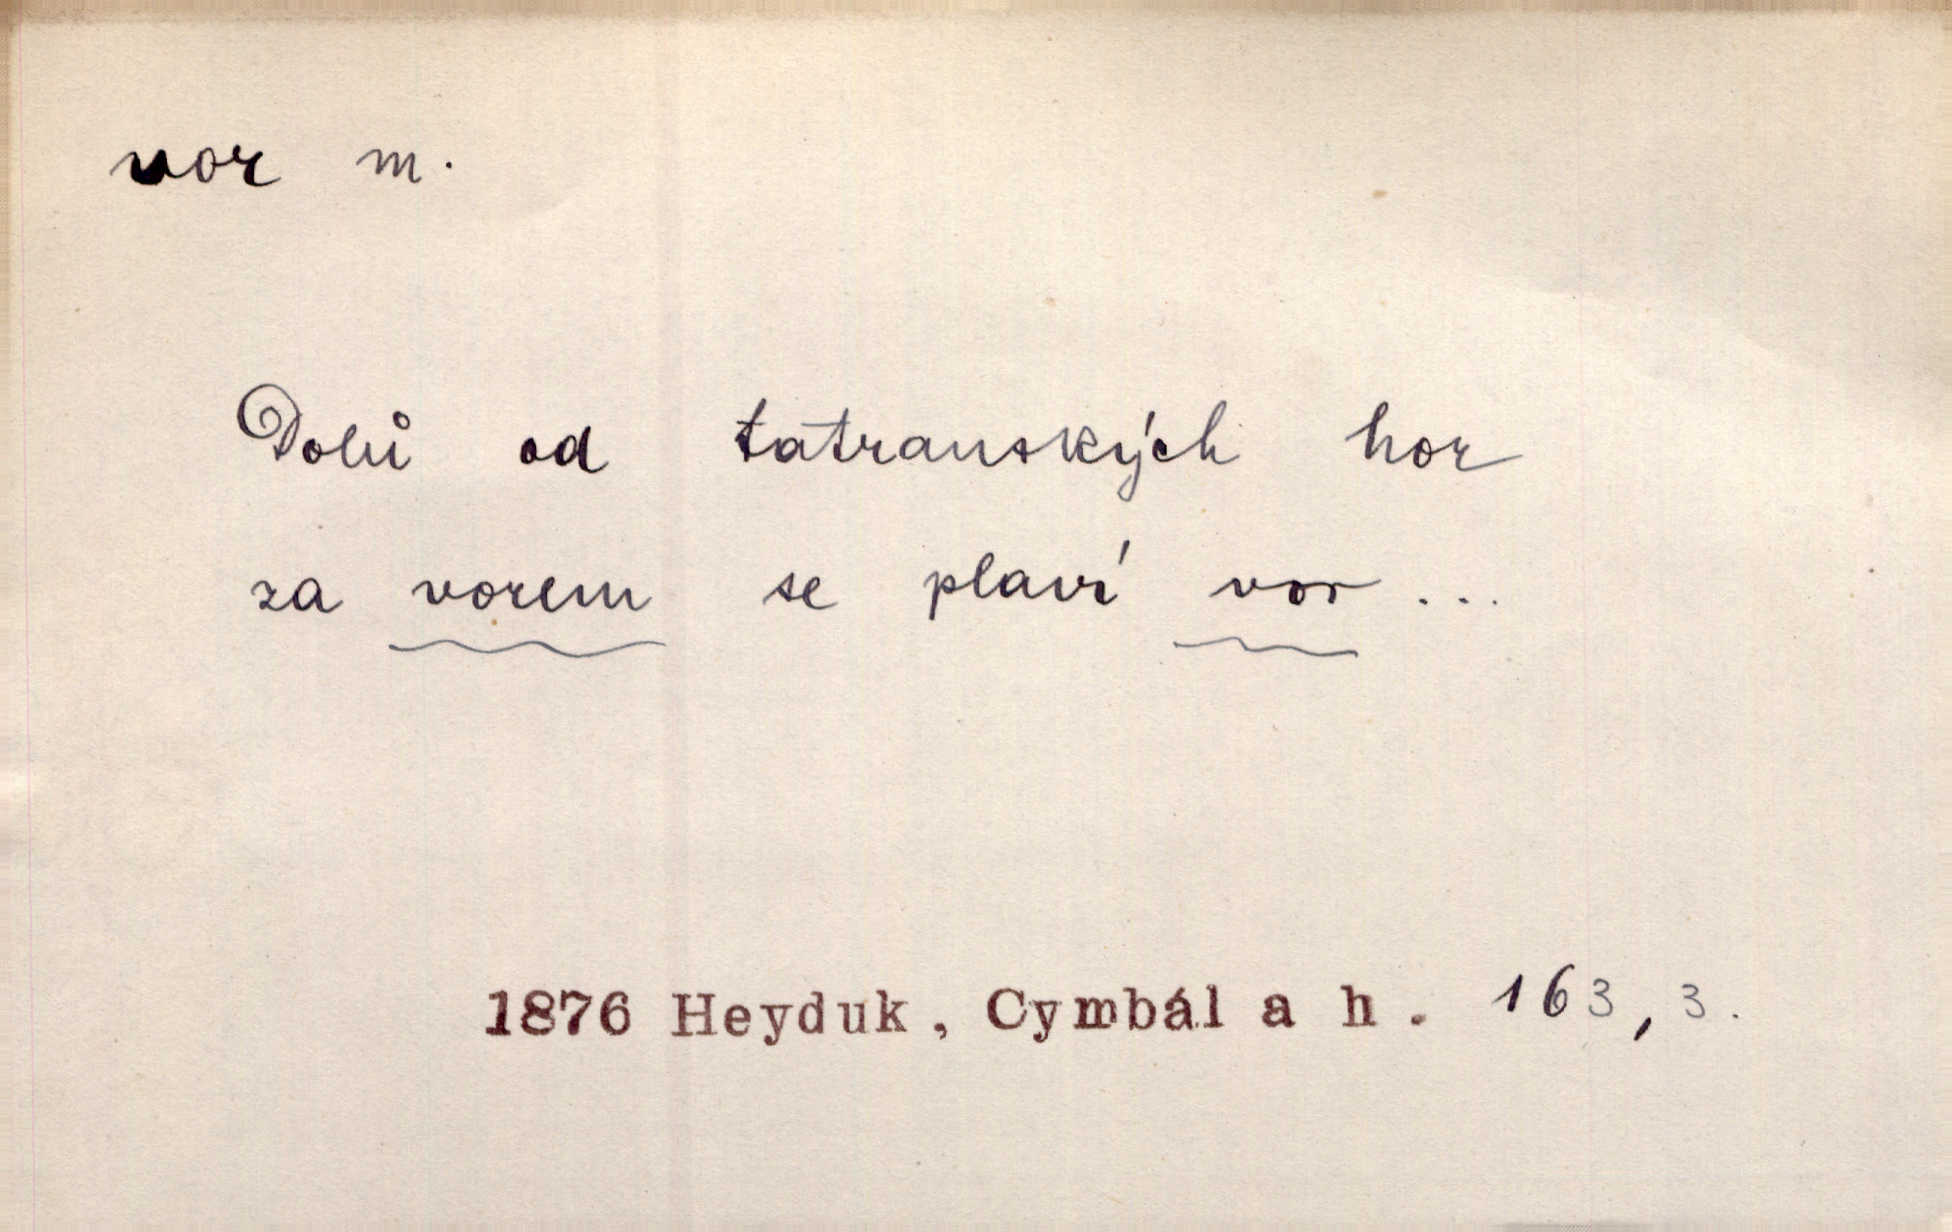 vor m.
Dolů od tatranských hor
za vorem se plaví vor ...
1876 Heyduk, Cymbál a h. 163,3.